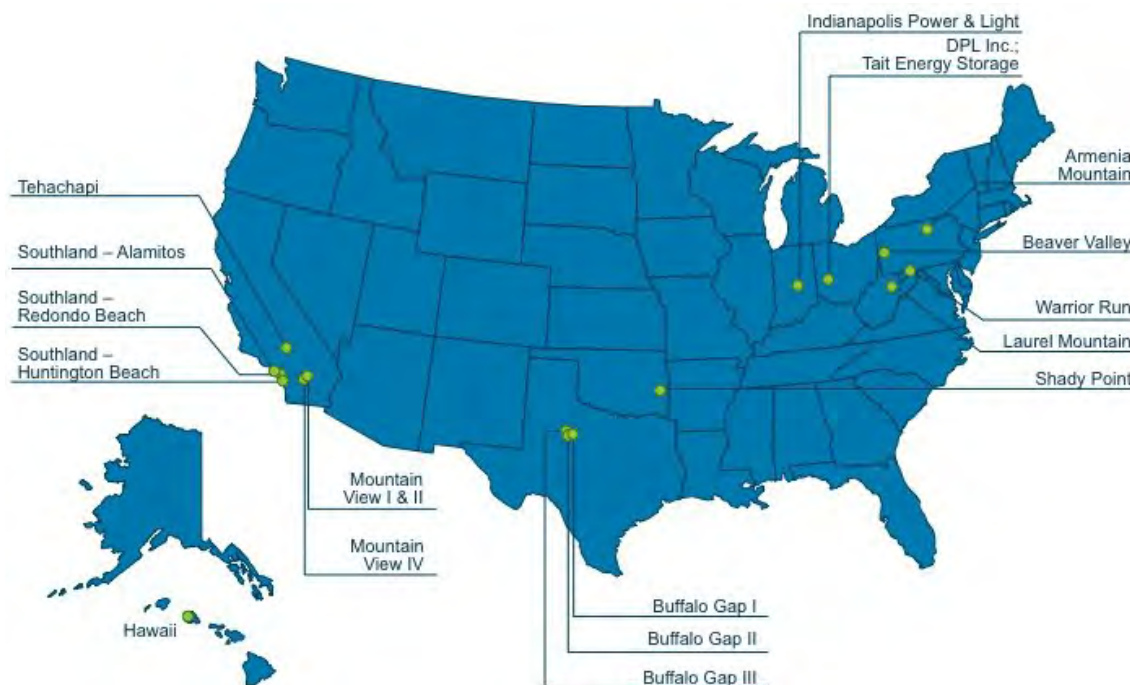 Indianapolis Power & Light
DPL Inc.;
Tait Energy Storage
Armenia
Mountain
Beaver Valley
Warrior Run
Laurel Mountain
Shady Point
Tehachapi
Southland – Alamitos
Southland –
Redondo Beach
Southland –
Huntington Beach
Mountain
View I & II
Mountain
View IV
Buffalo Gap I
Buffalo Gap II
Buffalo Gap III
Hawaii